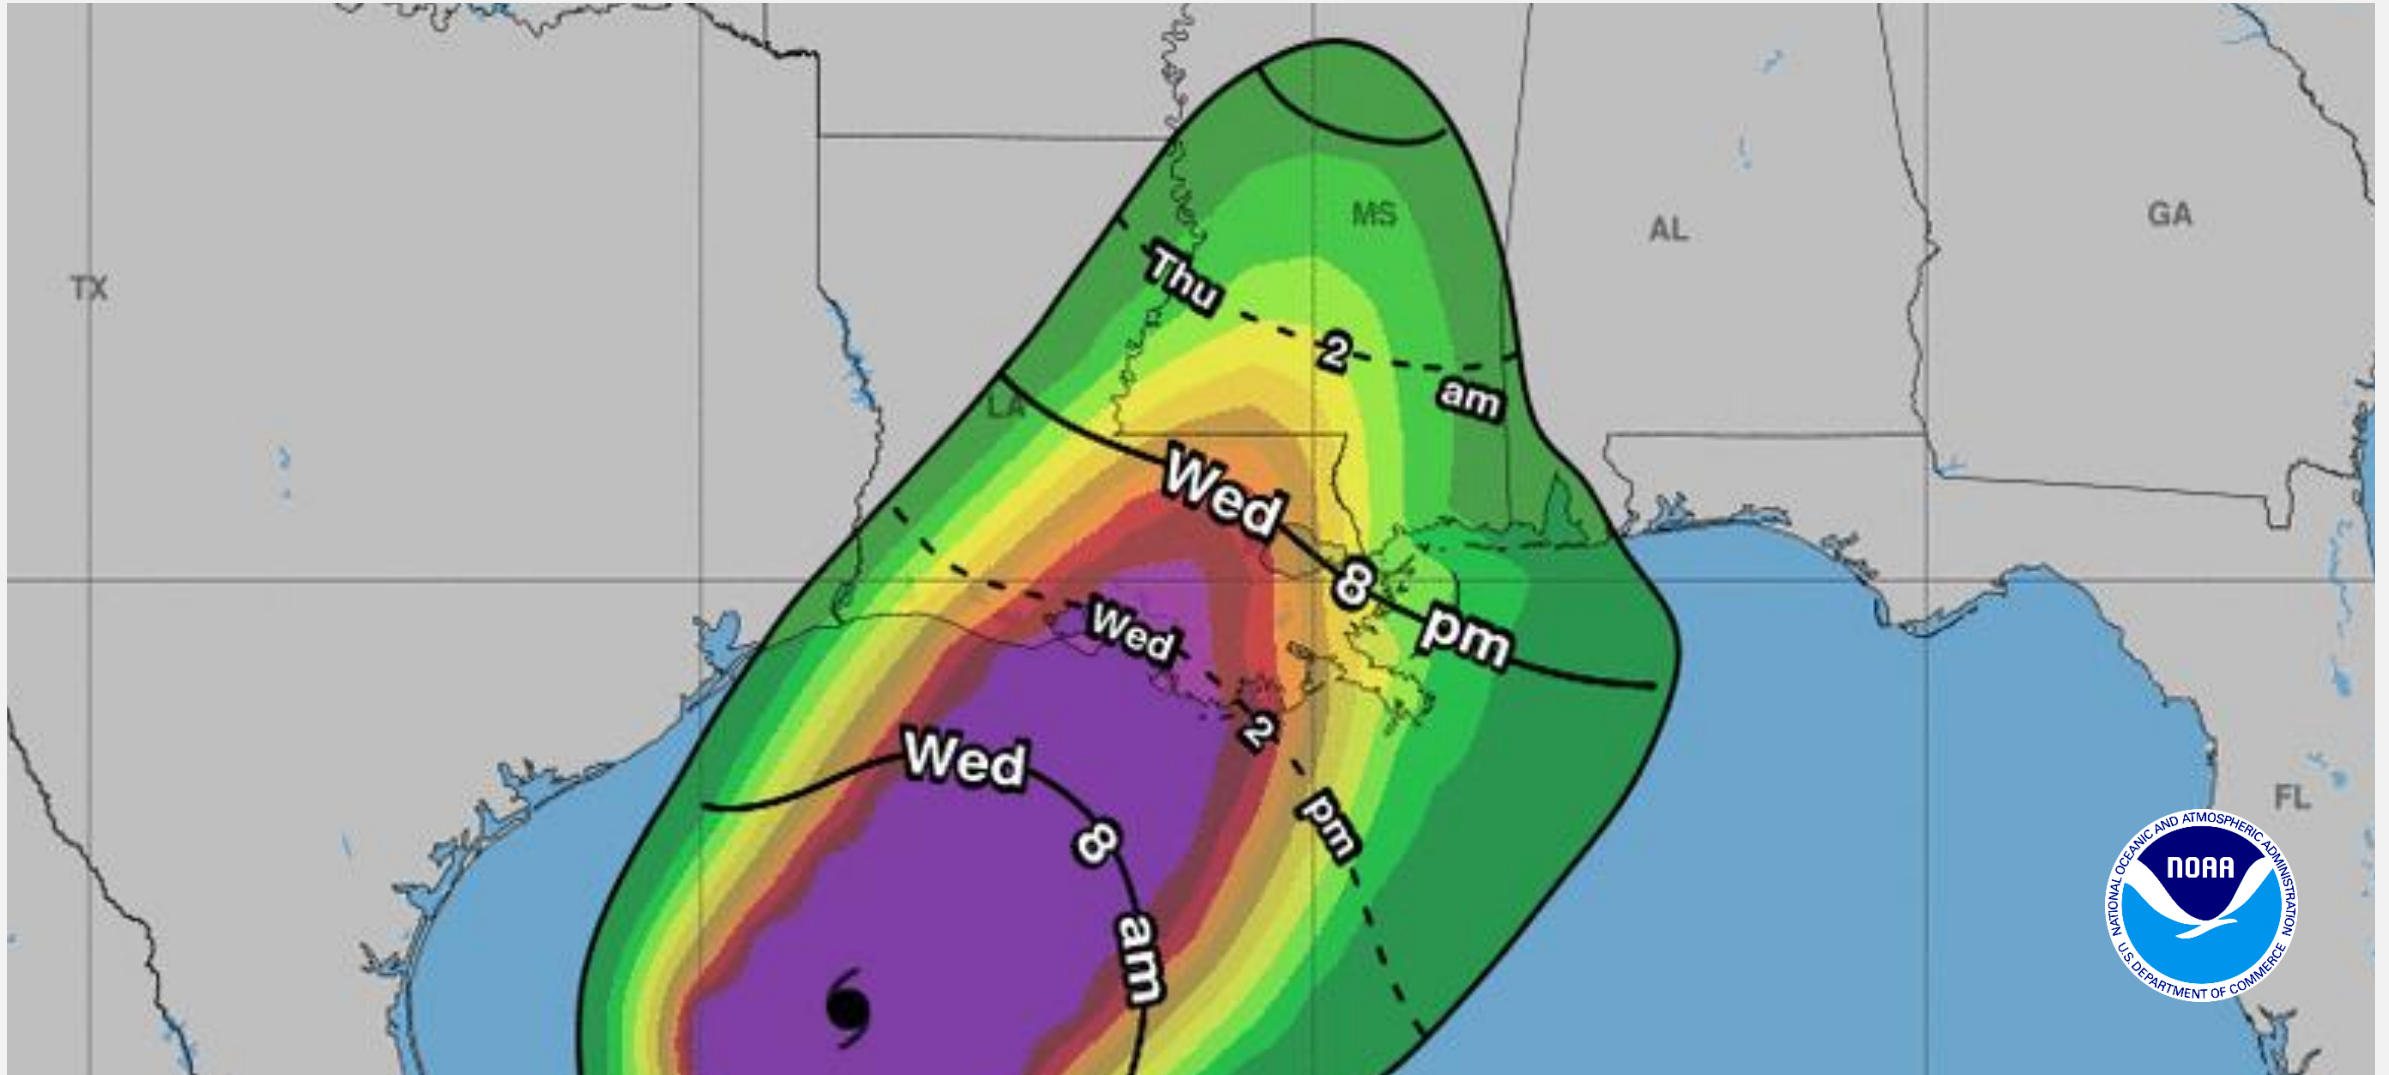 TX
LA
MS
AL
GA
FL
Thu 2 am
Wed 8 pm
Wed 2 pm
Wed 8 am
NATIONAL OCEANIC AND ATMOSPHERIC ADMINISTRATION
NOAA
U.S. DEPARTMENT OF COMMERCE